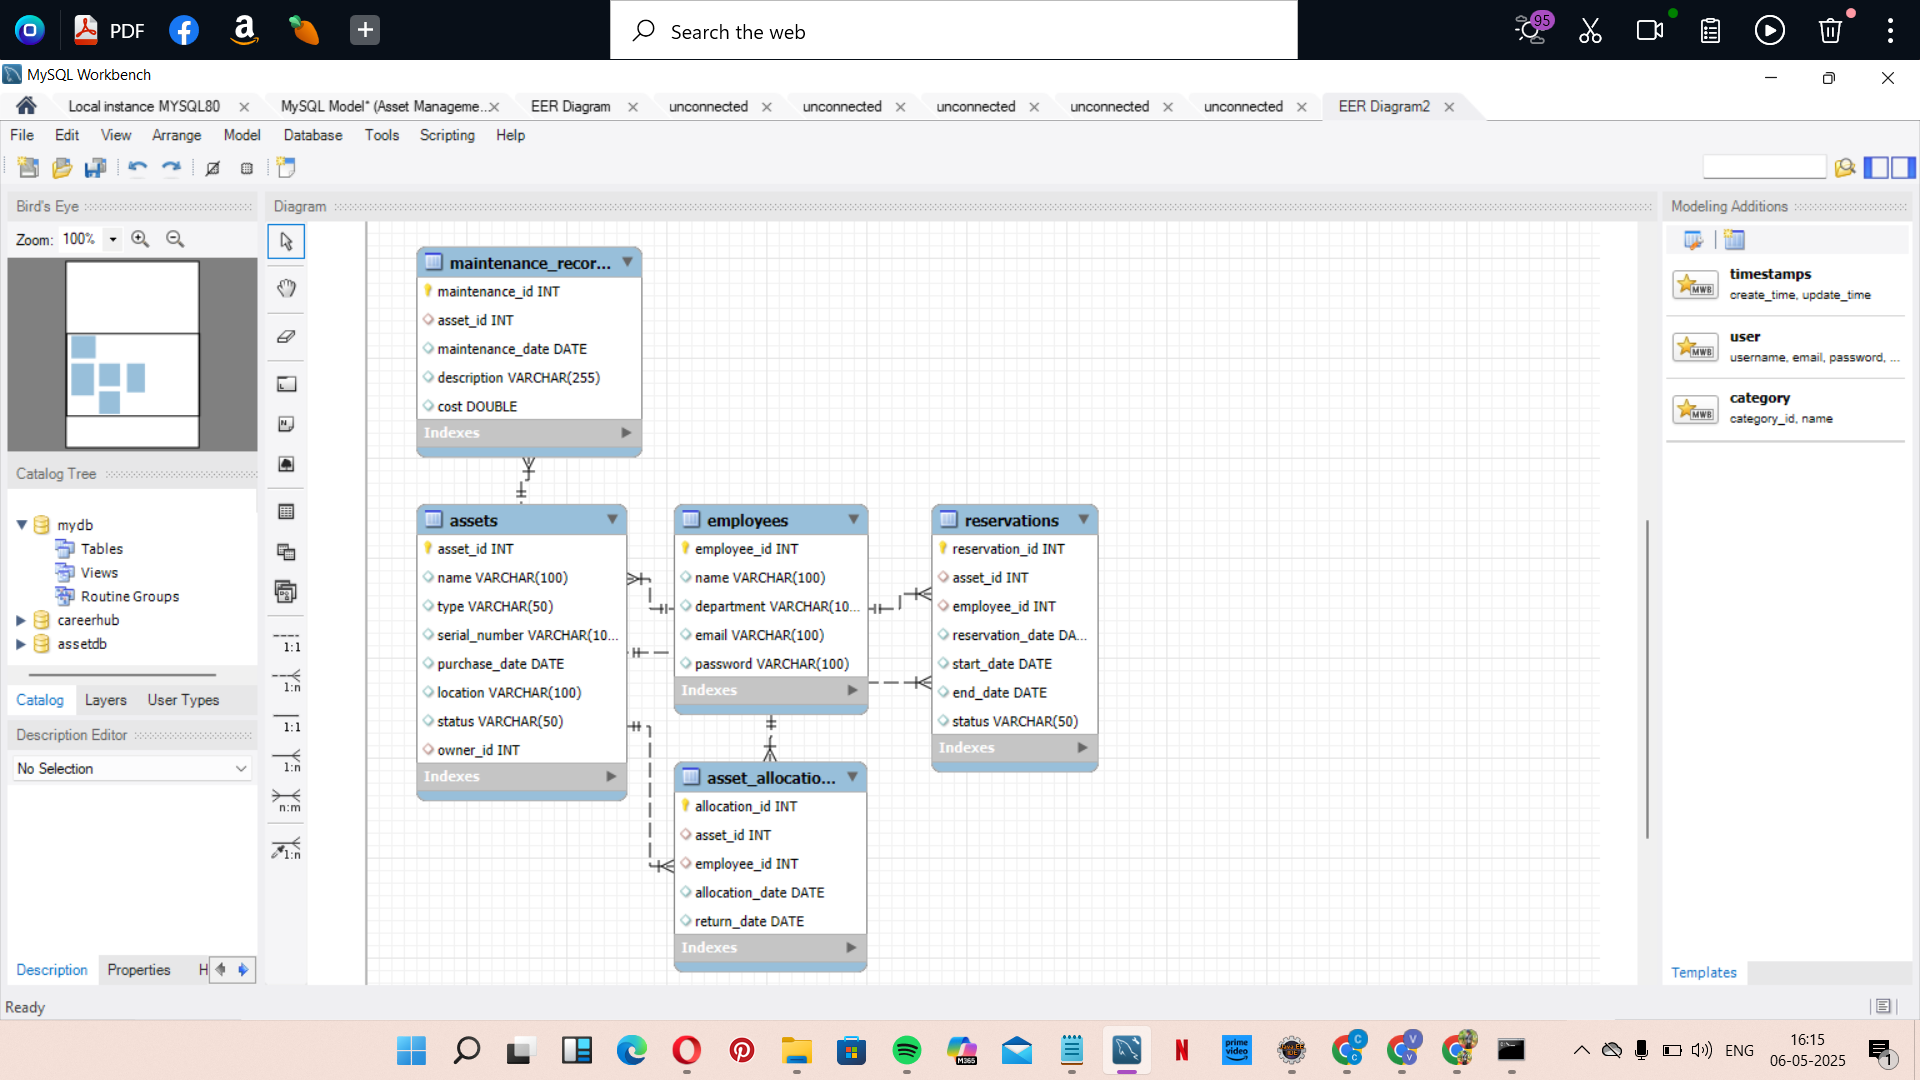 PDF
Search the web
95
MySQL Workbench
Local instance MYSQL80
MySQL Model* (Asset Manageme...
EER Diagram
unconnected
unconnected
unconnected
unconnected
unconnected
EER Diagram2
File Edit View Arrange Model Database Tools Scripting Help
Bird's Eye
Diagram
Modeling Additions
Zoom: 100%
timestamps
create_time, update_time
user
username, email, password, ...
category
category_id, name
MWB
MWB
MWB
maintenance_recor...
maintenance_id INT
asset_id INT
maintenance_date DATE
description VARCHAR(255)
cost DOUBLE
Indexes
Catalog Tree
mydb
Tables
Views
Routine Groups
careerhub
assetdb
Catalog Layers User Types
Description Editor
No Selection
1:1
1:n
1:1
1:n
n:m
1:n
assets
asset_id INT
name VARCHAR(100)
type VARCHAR(50)
serial_number VARCHAR(10...
purchase_date DATE
location VARCHAR(100)
status VARCHAR(50)
owner_id INT
Indexes
employees
employee_id INT
name VARCHAR(100)
department VARCHAR(10...
email VARCHAR(100)
password VARCHAR(100)
Indexes
reservations
reservation_id INT
asset_id INT
employee_id INT
reservation_date DA...
start_date DATE
end_date DATE
status VARCHAR(50)
Indexes
asset_allocatio...
allocation_id INT
asset_id INT
employee_id INT
allocation_date DATE
return_date DATE
Indexes
Description Properties H
Templates
Ready
M365
N
prime video
C
C
V
V
ENG
16:15
06-05-2025
1